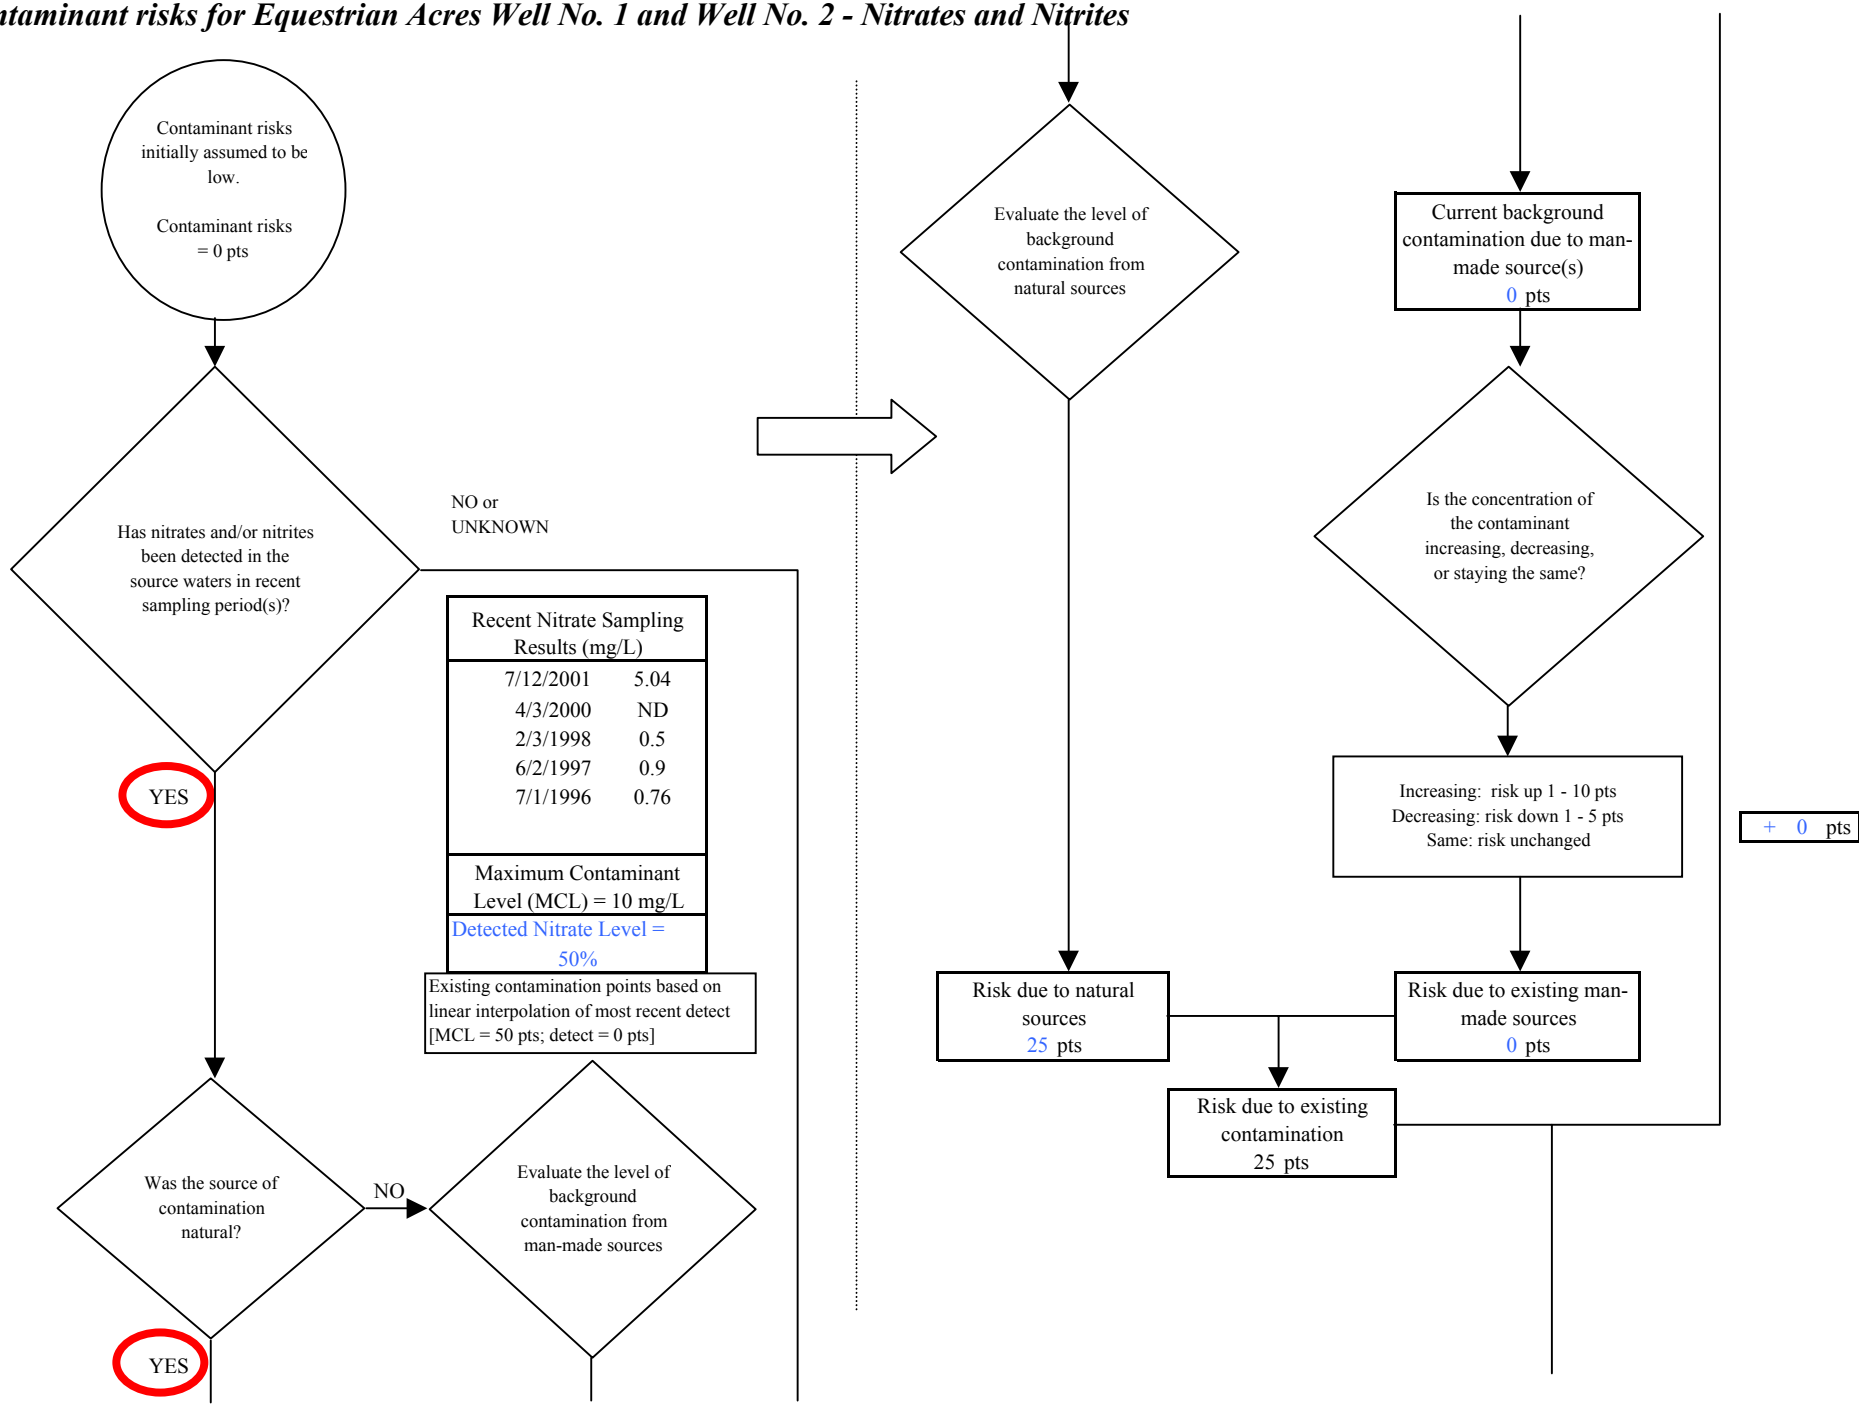 ntaminant risks for Equestrian Acres Well No. 1 and Well No. 2 - Nitrates and Nitrites
Contaminant risks
initially assumed to be
low.
Contaminant risks
= 0 pts
Has nitrates and/or nitrites
been detected in the
source waters in recent
sampling period(s)?
NO or
UNKNOWN
YES
Recent Nitrate Sampling
Results (mg/L)
7/12/2001 5.04
4/3/2000 ND
2/3/1998 0.5
6/2/1997 0.9
7/1/1996 0.76
Maximum Contaminant
Level (MCL) = 10 mg/L
Detected Nitrate Level =
50%
Existing contamination points based on
linear interpolation of most recent detect
[MCL = 50 pts; detect = 0 pts]
Was the source of
contamination
natural?
NO
YES
Evaluate the level of
background
contamination from
man-made sources
Evaluate the level of
background
contamination from
natural sources
Risk due to natural
sources
25 pts
Current background
contamination due to man-
made source(s)
0 pts
Is the concentration of
the contaminant
increasing, decreasing,
or staying the same?
Increasing: risk up 1 - 10 pts
Decreasing: risk down 1 - 5 pts
Same: risk unchanged
Risk due to existing man-
made sources
0 pts
Risk due to existing
contamination
25 pts
+ 0 pts